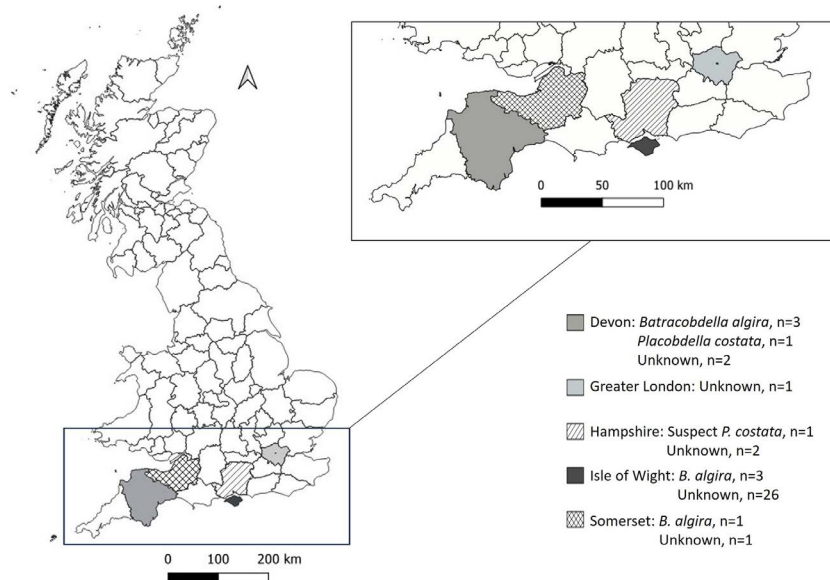 0 50 100 km
Devon: Batracobdella algira, n=3
Placobdella costata, n=1
Unknown, n=2
Greater London: Unknown, n=1
Hampshire: Suspect P. costata, n=1
Unknown, n=2
Isle of Wight: B. algira, n=3
Unknown, n=26
Somerset: B. algira, n=1
Unknown, n=1
0 100 200 km